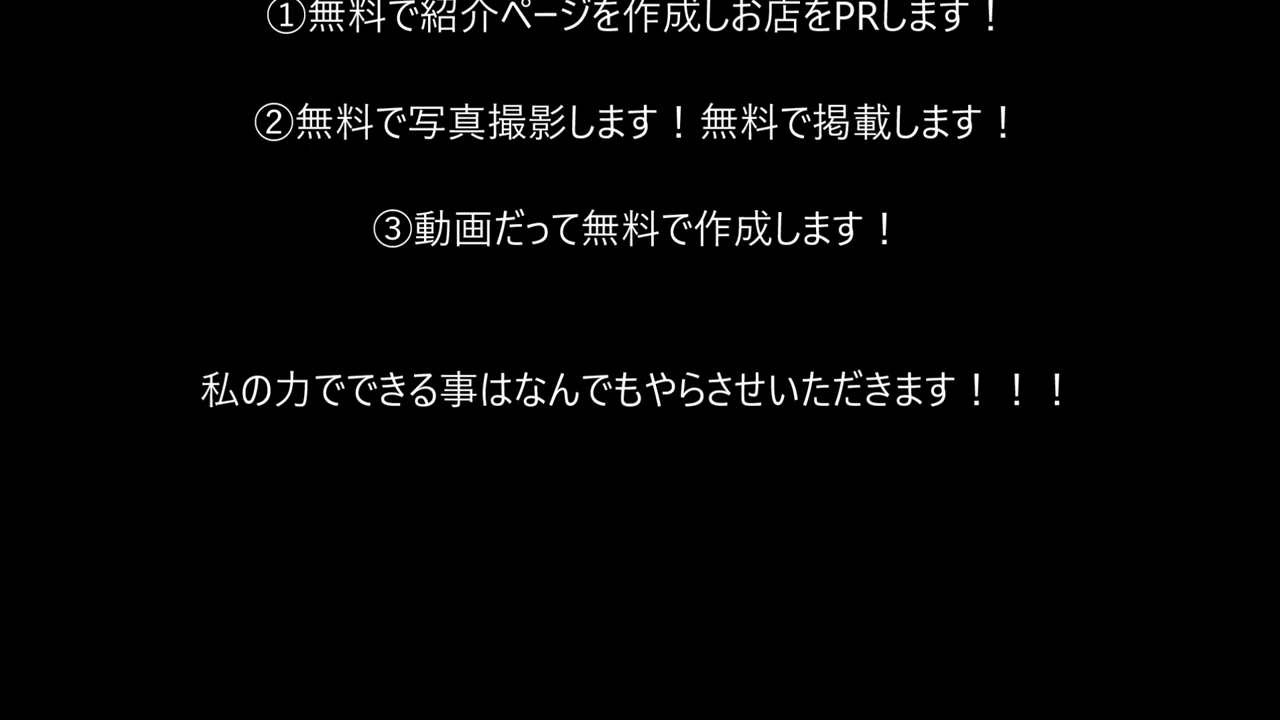 ①無料で紹介ページを作成しお店をPRします！
②無料で写真撮影します！無料で掲載します！
③動画だって無料で作成します！
私の力でできる事はなんでもやらさせいただきます！！！